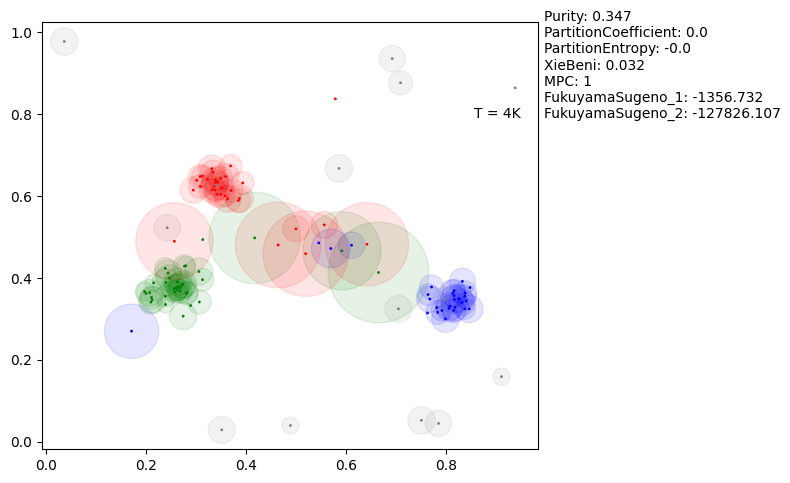 Purity: 0.347
PartitionCoefficient: 0.0
PartitionEntropy: -0.0
XieBeni: 0.032
MPC: 1
FukuyamaSugeno_1: -1356.732
FukuyamaSugeno_2: -127826.107
T = 4K
1.0
0.8
0.6
0.4
0.2
0.0
0.0 0.2 0.4 0.6 0.8